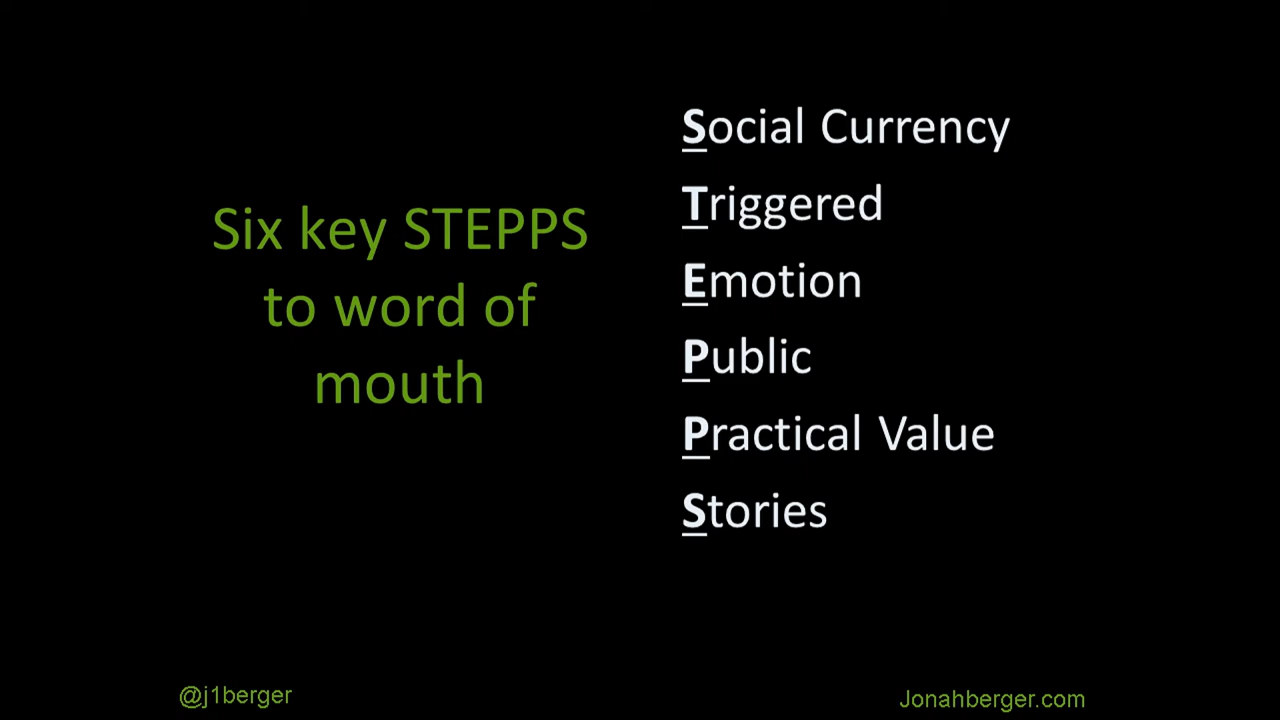 Six key STEPPS
to word of
mouth
Social Currency
Triggered
Emotion
Public
Practical Value
Stories
@j1berger
Jonahberger.com